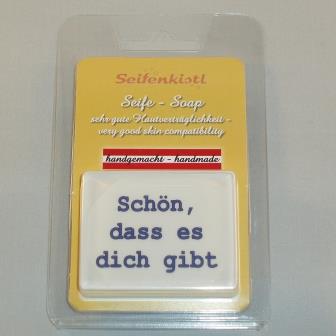 Seifenkistl
Seife - Soap
sehr gute Hautverträglichkeit -
very good skin compatibility
handgemacht - handmade
Schön,
dass es
dich gibt